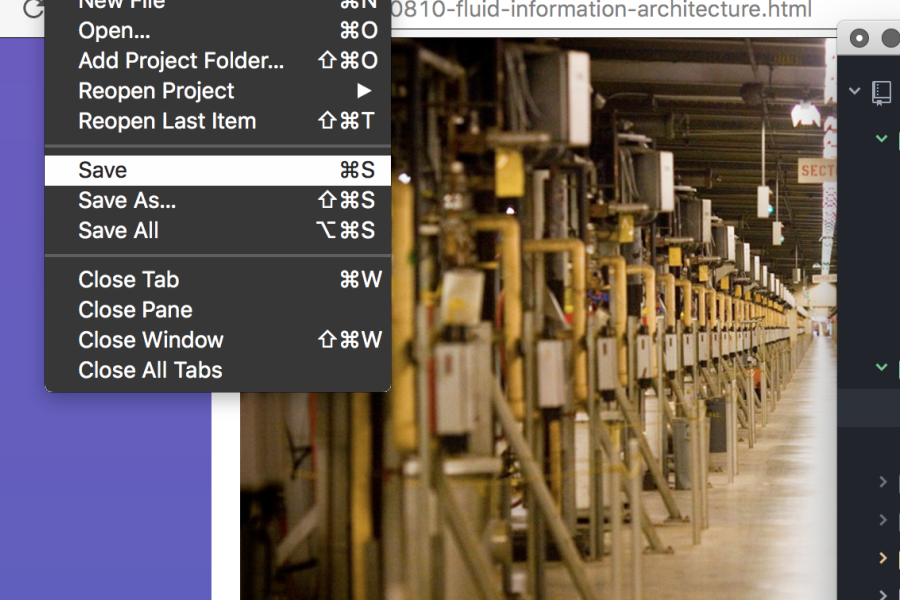 New File ⌘N
0810-fluid-information-architecture.html
Open... ⌘O
Add Project Folder... ⇧⌘O
Reopen Project ▶
Reopen Last Item ⇧⌘T
Save ⌘S
Save As... ⇧⌘S
Save All ⌥⌘S
Close Tab ⌘W
Close Pane
Close Window ⇧⌘W
Close All Tabs
SECT